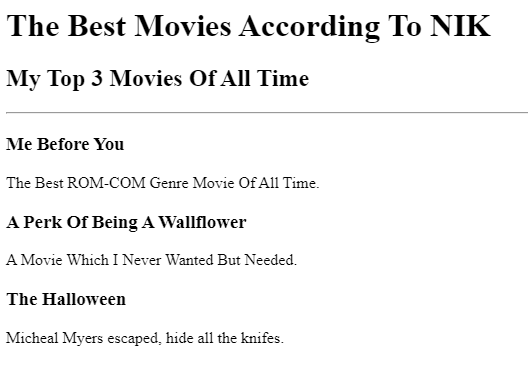 The Best Movies According To NIK
My Top 3 Movies Of All Time
Me Before You
The Best ROM-COM Genre Movie Of All Time.
A Perk Of Being A Wallflower
A Movie Which I Never Wanted But Needed.
The Halloween
Micheal Myers escaped, hide all the knifes.